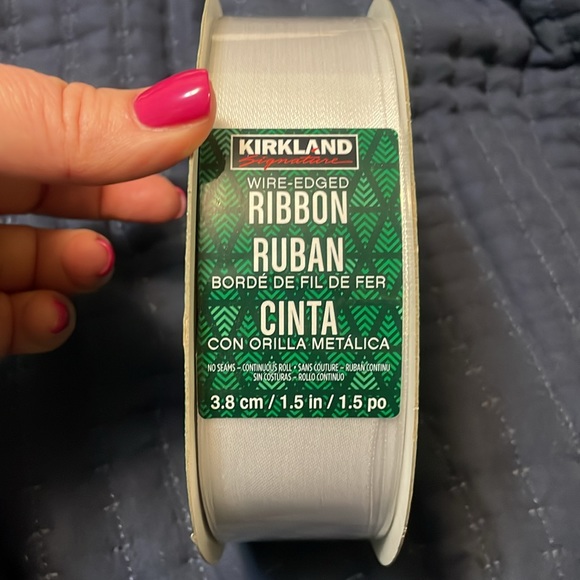 KIRKLAND
Signature
WIRE-EDGED
RIBBON
RUBAN
BORDÉ DE FIL DE FER
CINTA
CON ORILLA METÁLICA
NO SEAMS – CONTINUOUS ROLL • SANS COUTURE – RUBAN CONTINU
SIN COSTURAS – ROLLO CONTINUO
3.8 cm / 1.5 in / 1.5 po